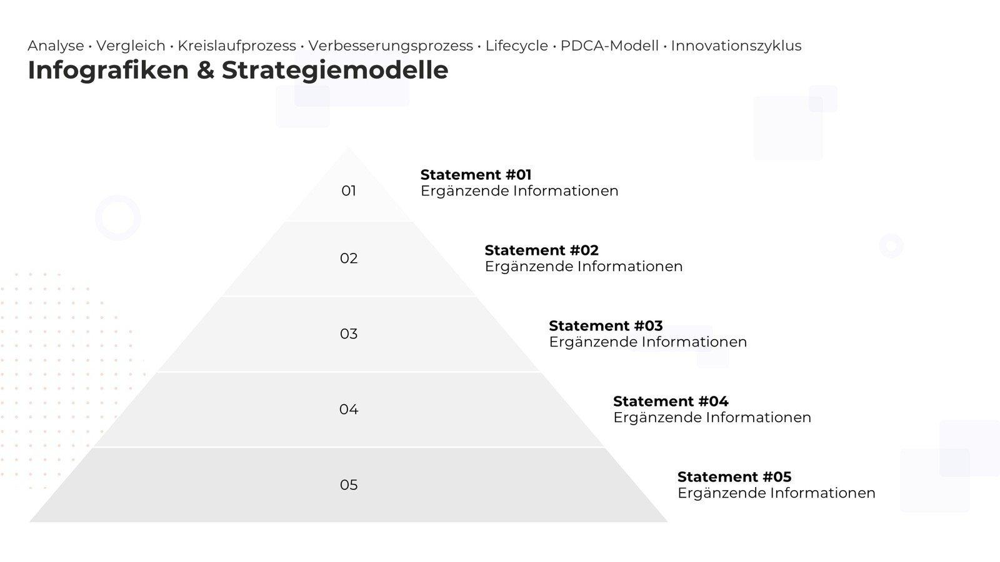 Analyse • Vergleich • Kreislaufprozess • Verbesserungsprozess • Lifecycle • PDCA-Modell • Innovationszyklus
Infografiken & Strategiemodelle
01
Statement #01
Ergänzende Informationen
02
Statement #02
Ergänzende Informationen
03
Statement #03
Ergänzende Informationen
04
Statement #04
Ergänzende Informationen
05
Statement #05
Ergänzende Informationen